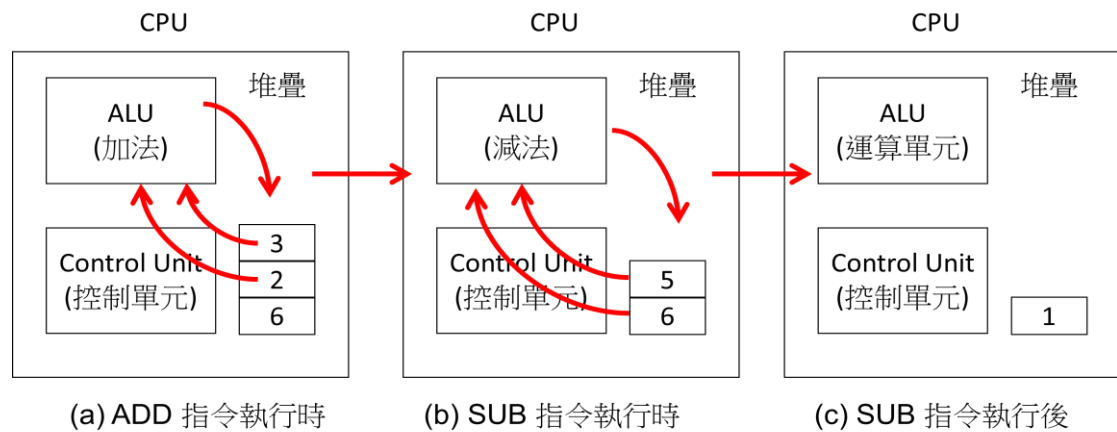 CPU
堆疊
ALU
(加法)
3
Control Unit
2
(控制單元)
6
(a) ADD 指令執行時
CPU
堆疊
ALU
(減法)
Control Unit
5
(控制單元)
6
(b) SUB 指令執行時
CPU
堆疊
ALU
(運算單元)
Control Unit
(控制單元)
1
(c) SUB 指令執行後